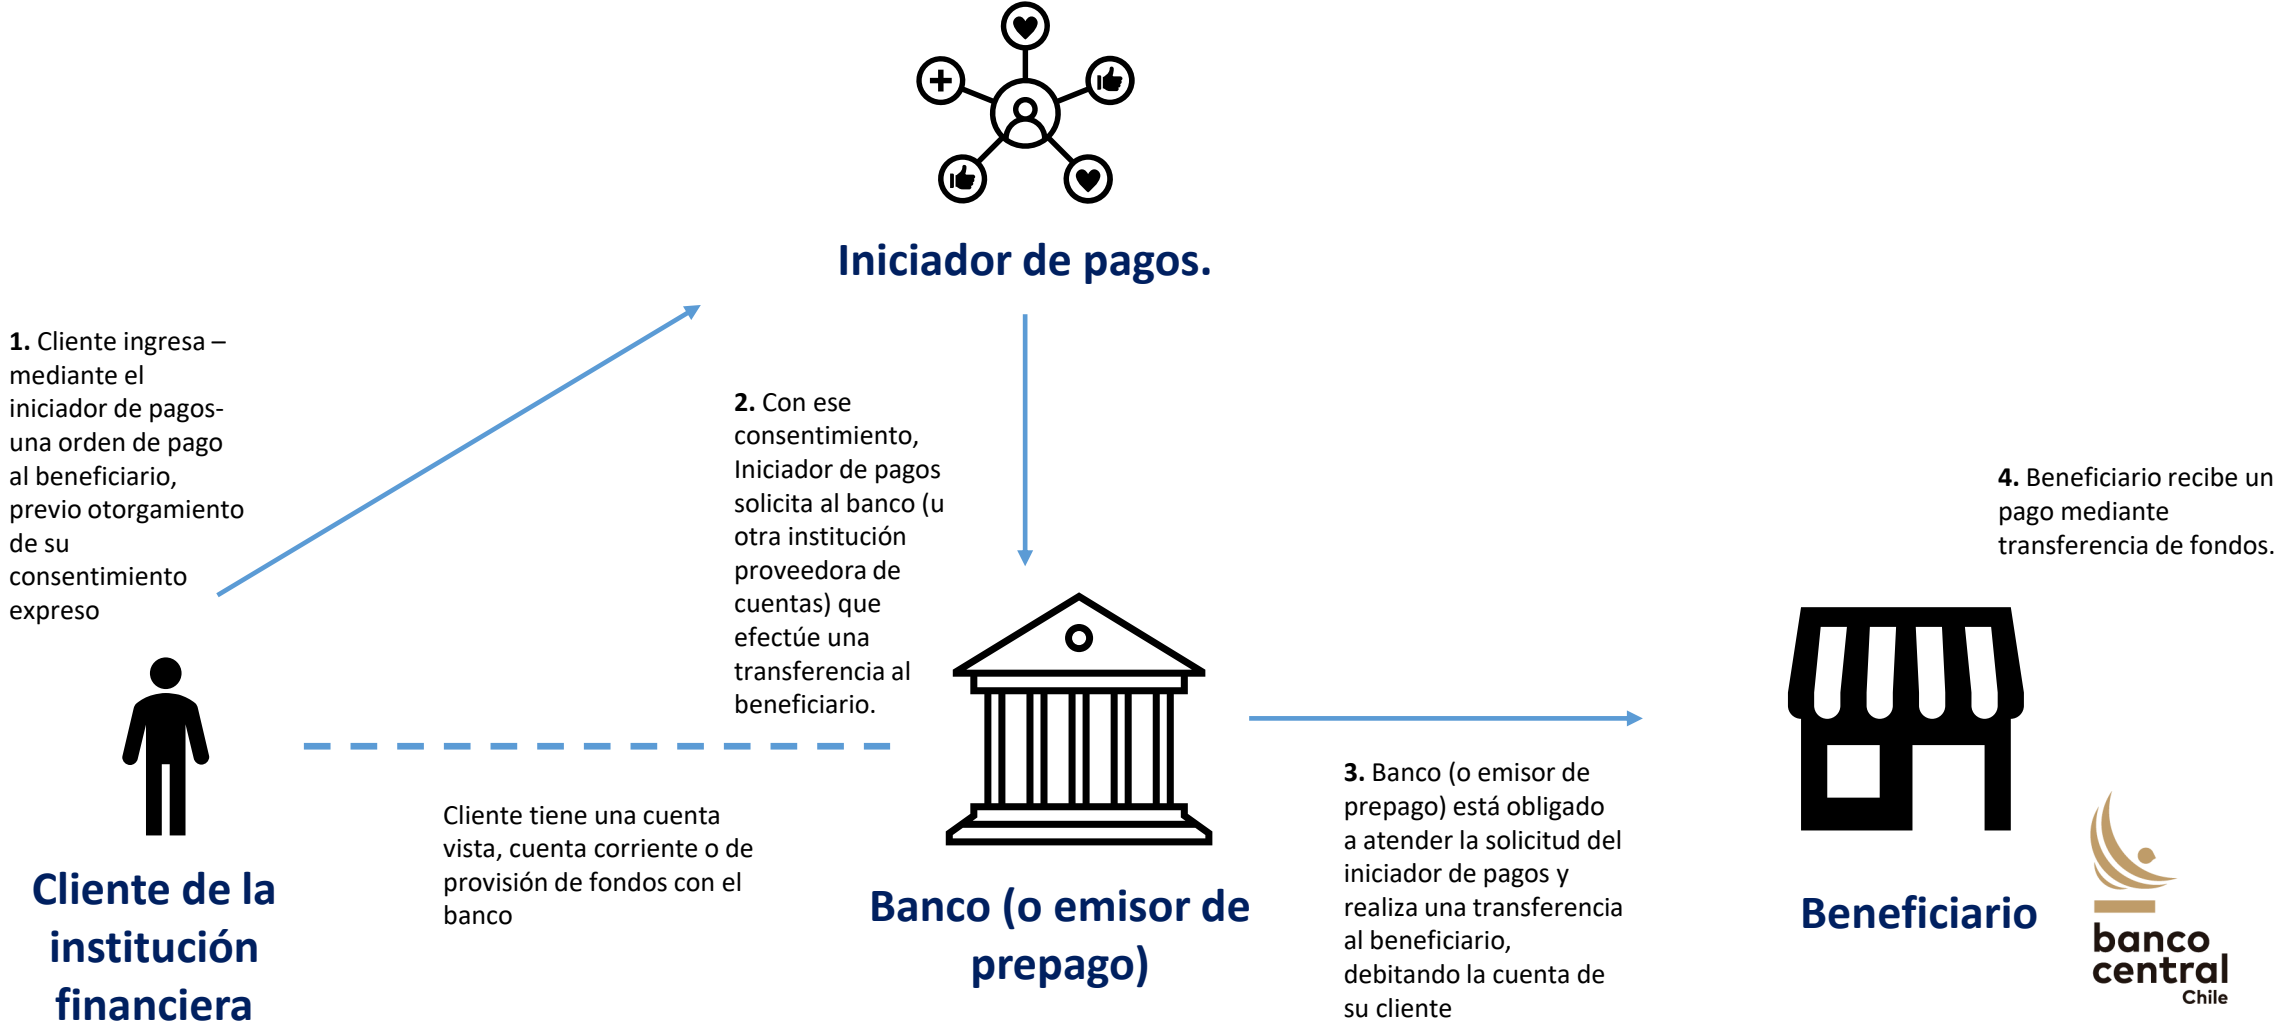 Iniciador de pagos.
1. Cliente ingresa –
mediante el
iniciador de pagos-
una orden de pago
al beneficiario,
previo otorgamiento
de su
consentimiento
expreso
2. Con ese
consentimiento,
Iniciador de pagos
solicita al banco (u
otra institución
proveedora de
cuentas) que
efectúe una
transferencia al
beneficiario.
4. Beneficiario recibe un
pago mediante
transferencia de fondos.
Cliente tiene una cuenta
vista, cuenta corriente o de
provisión de fondos con el
banco
3. Banco (o emisor de
prepago) está obligado
a atender la solicitud del
iniciador de pagos y
realiza una transferencia
al beneficiario,
debitando la cuenta de
su cliente
Cliente de la
institución
financiera
Banco (o emisor de
prepago)
Beneficiario
banco
central
Chile